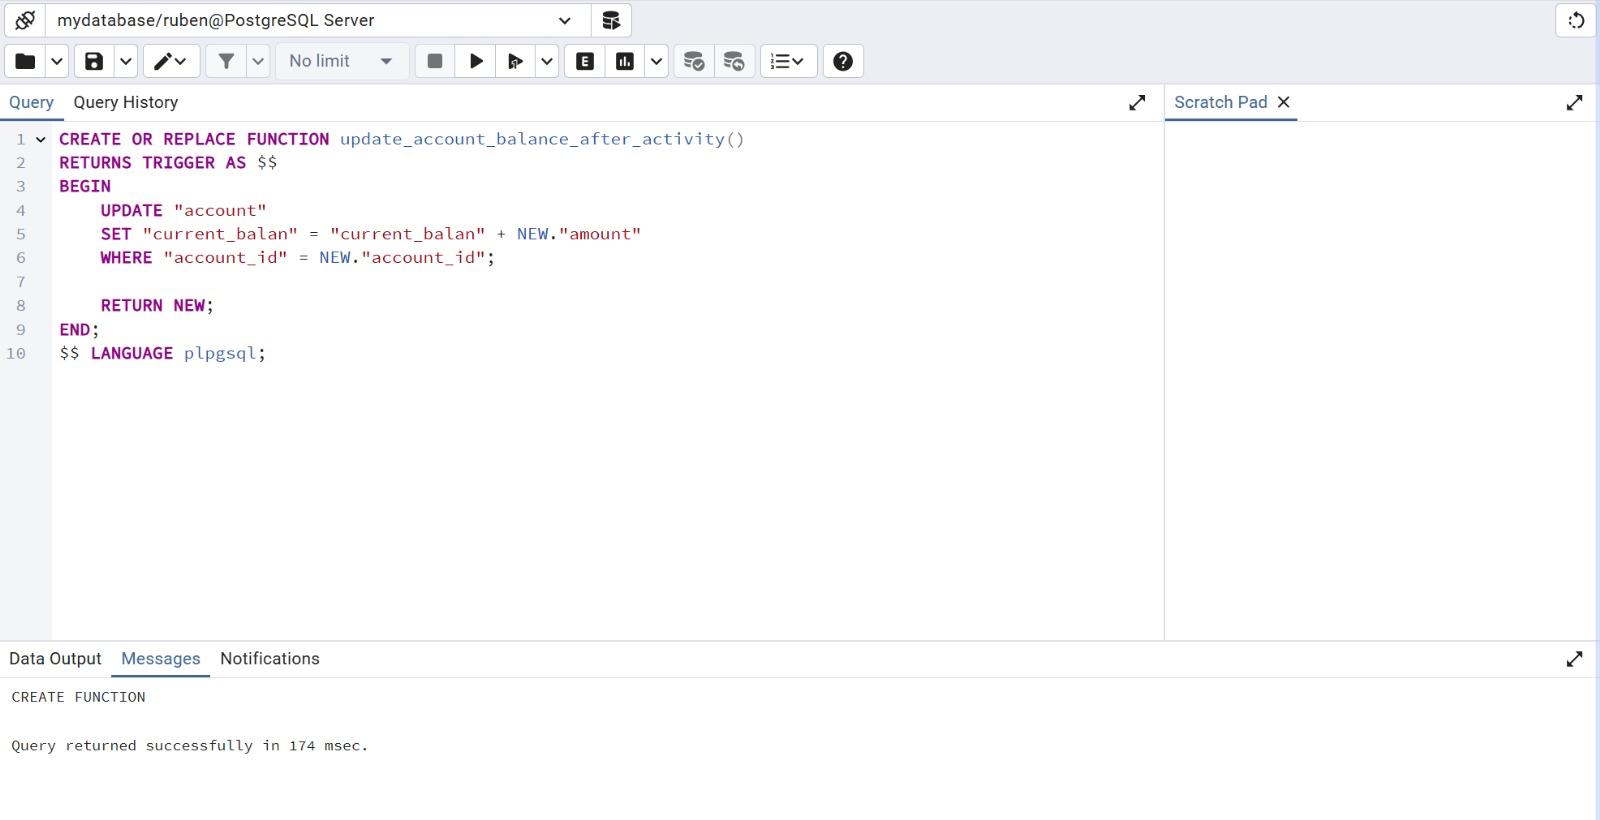 mydatabase/ruben@PostgreSQL Server
No limit
E
Query
Query History
Scratch Pad
1 CREATE OR REPLACE FUNCTION update_account_balance_after_activity()
2 RETURNS TRIGGER AS $$
3 BEGIN
4 UPDATE "account"
5 SET "current_balan" = "current_balan" + NEW."amount"
6 WHERE "account_id" = NEW."account_id";
7
8 RETURN NEW;
9 END;
10 $$ LANGUAGE plpgsql;
Data Output
Messages
Notifications
CREATE FUNCTION
Query returned successfully in 174 msec.